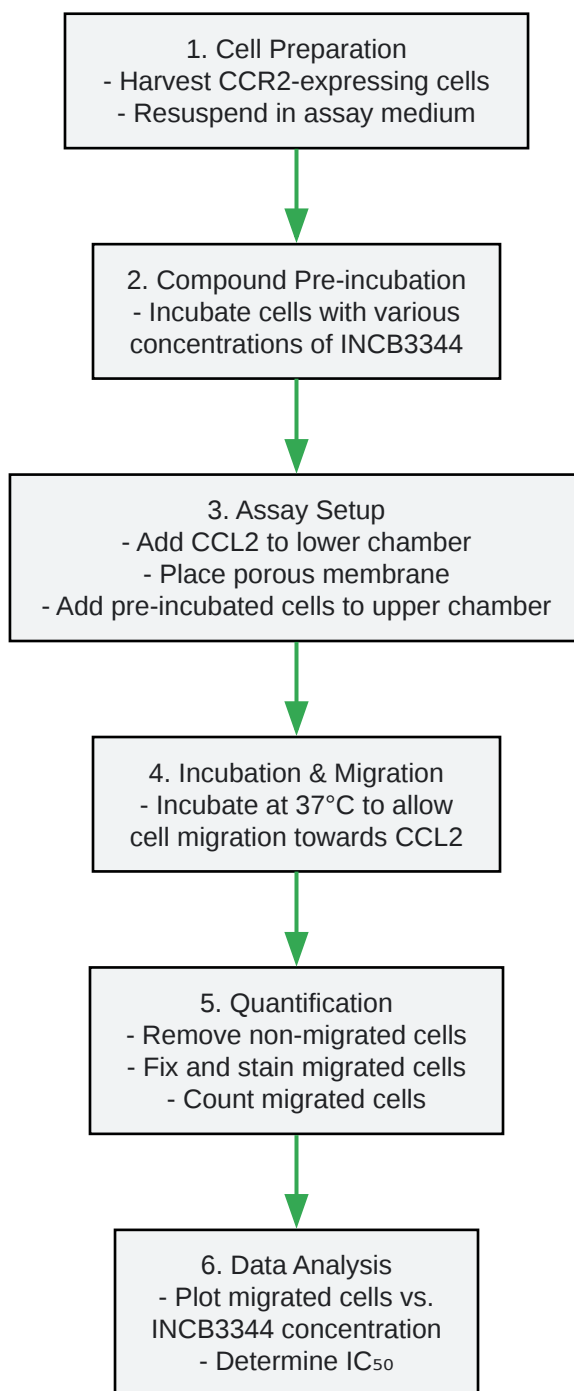 1. Cell Preparation
- Harvest CCR2-expressing cells
- Resuspend in assay medium
2. Compound Pre-incubation
- Incubate cells with various
concentrations of INCB3344
3. Assay Setup
- Add CCL2 to lower chamber
- Place porous membrane
- Add pre-incubated cells to upper chamber
4. Incubation & Migration
- Incubate at 37°C to allow
cell migration towards CCL2
5. Quantification
- Remove non-migrated cells
- Fix and stain migrated cells
- Count migrated cells
6. Data Analysis
- Plot migrated cells vs.
INCB3344 concentration
- Determine IC₅₀